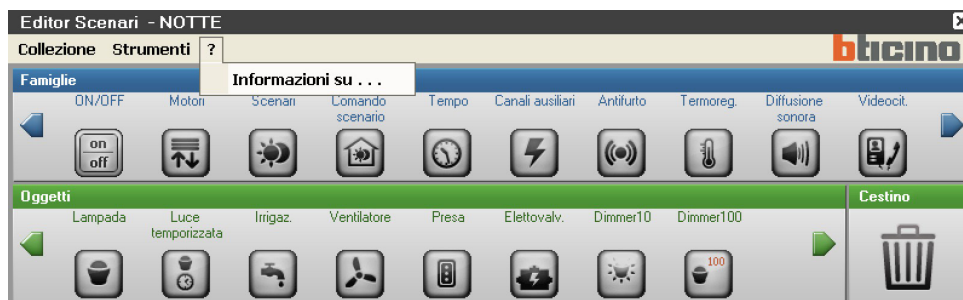 Editor Scenari - NOTTE
Collezione Strumenti ?
bticino
Informazioni su . . .
Famiglie
ON/OFF Motori Scenari Comando scenario Tempo Canali ausiliari Antifurto Termoreg. Diffusione sonora Videocit.
on
off
Oggetti
Cestino
Lampada Luce temporizzata Irrigaz. Ventilatore Presa Elettovalv. Dimmer10 Dimmer100
100